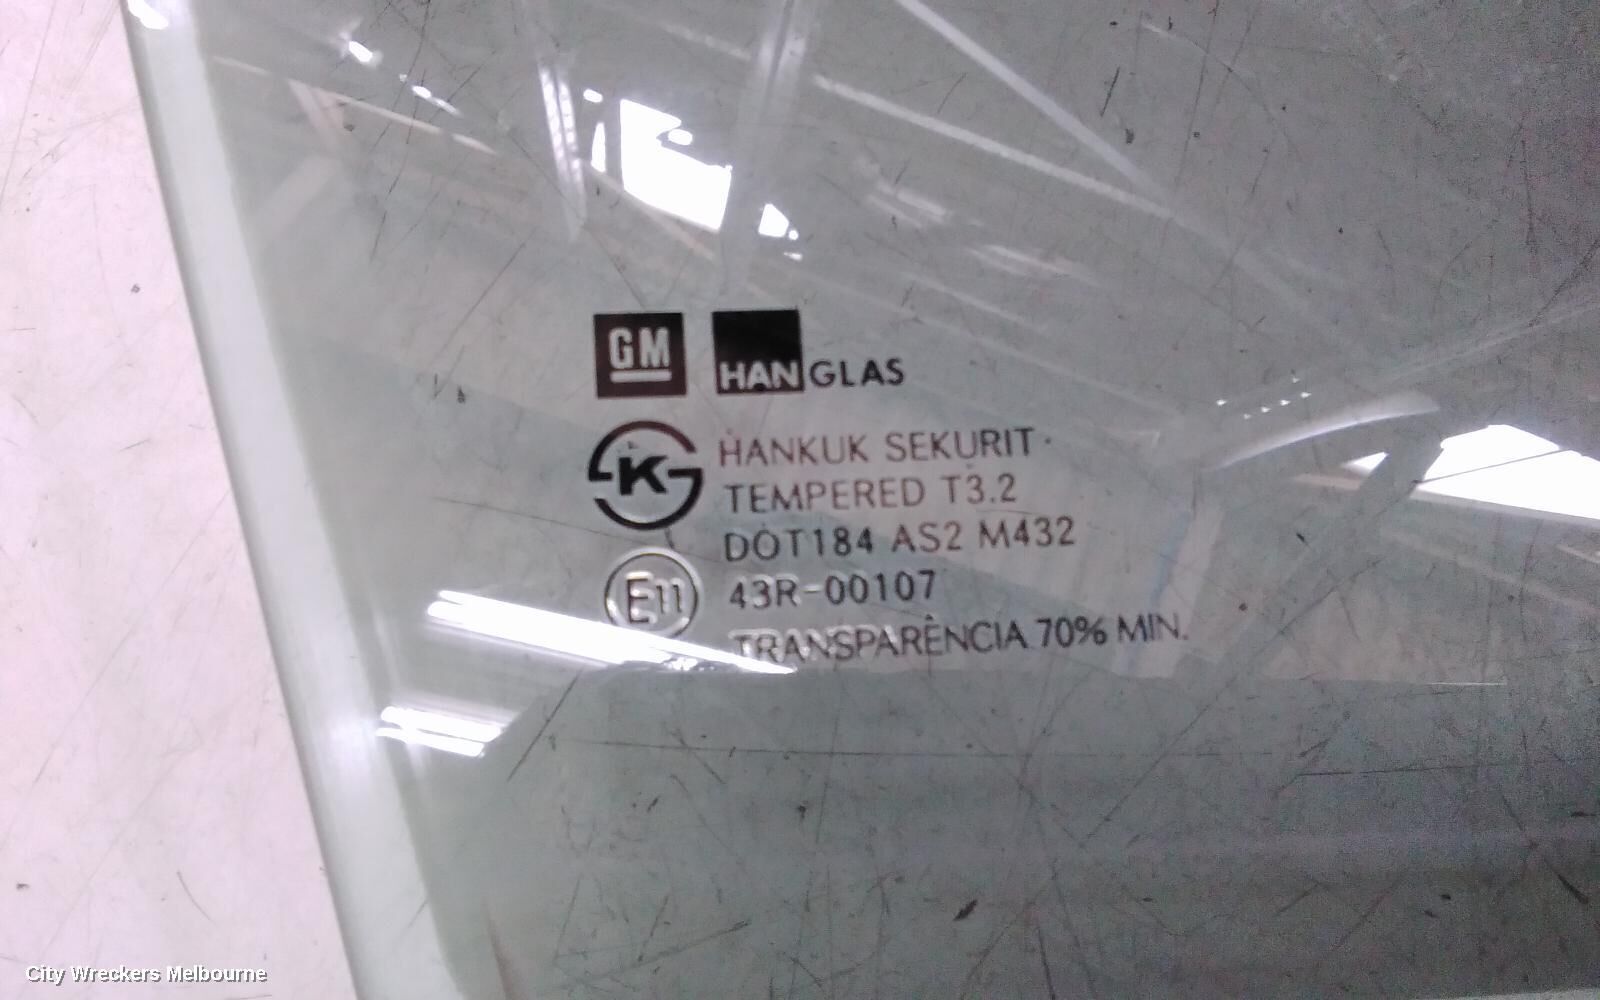 GM HANGLAS
K HANKUK SEKURIT
TEMPERED T3.2
DOT184 AS2 M432
E11 43R-00107
TRANSPARÊNCIA 70% MIN.
City Wreckers Melbourne